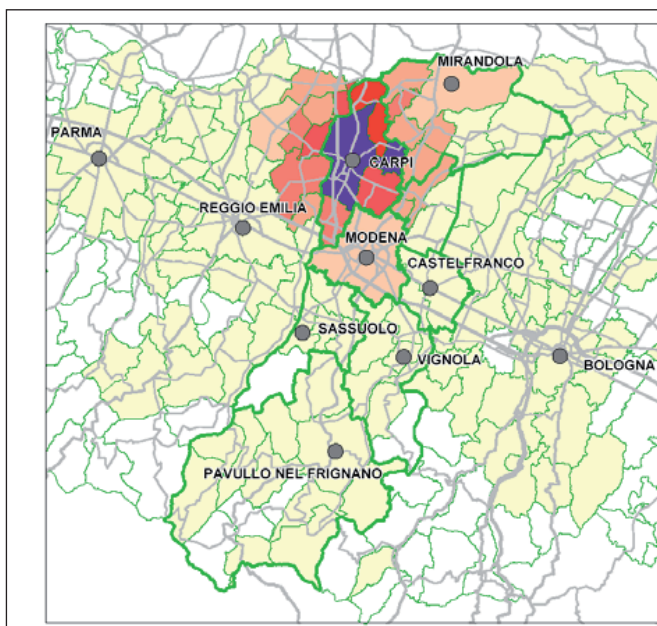 MIRANDOLA
PARMA
CARPI
REGGIO EMILIA
MODENA
CASTELFRANCO
SASSUOLO
VIGNOLA
BOLOGNA
PAVULLO NEL FRIGNANO